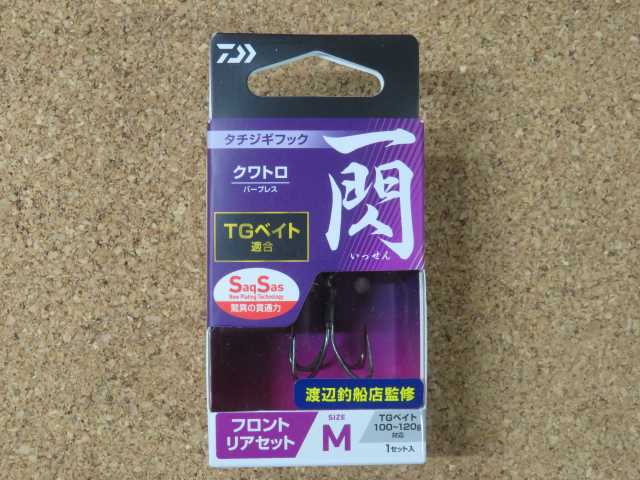 タチジギフック
一閃
いっせん
クワトロ
バーブレス
TGベイト
適合
SaqSas
New Plating Technology
驚異の貫通力
渡辺釣船店監修
フロント
リアセット
SIZE
M
TGベイト
100~120g
対応
1セット入